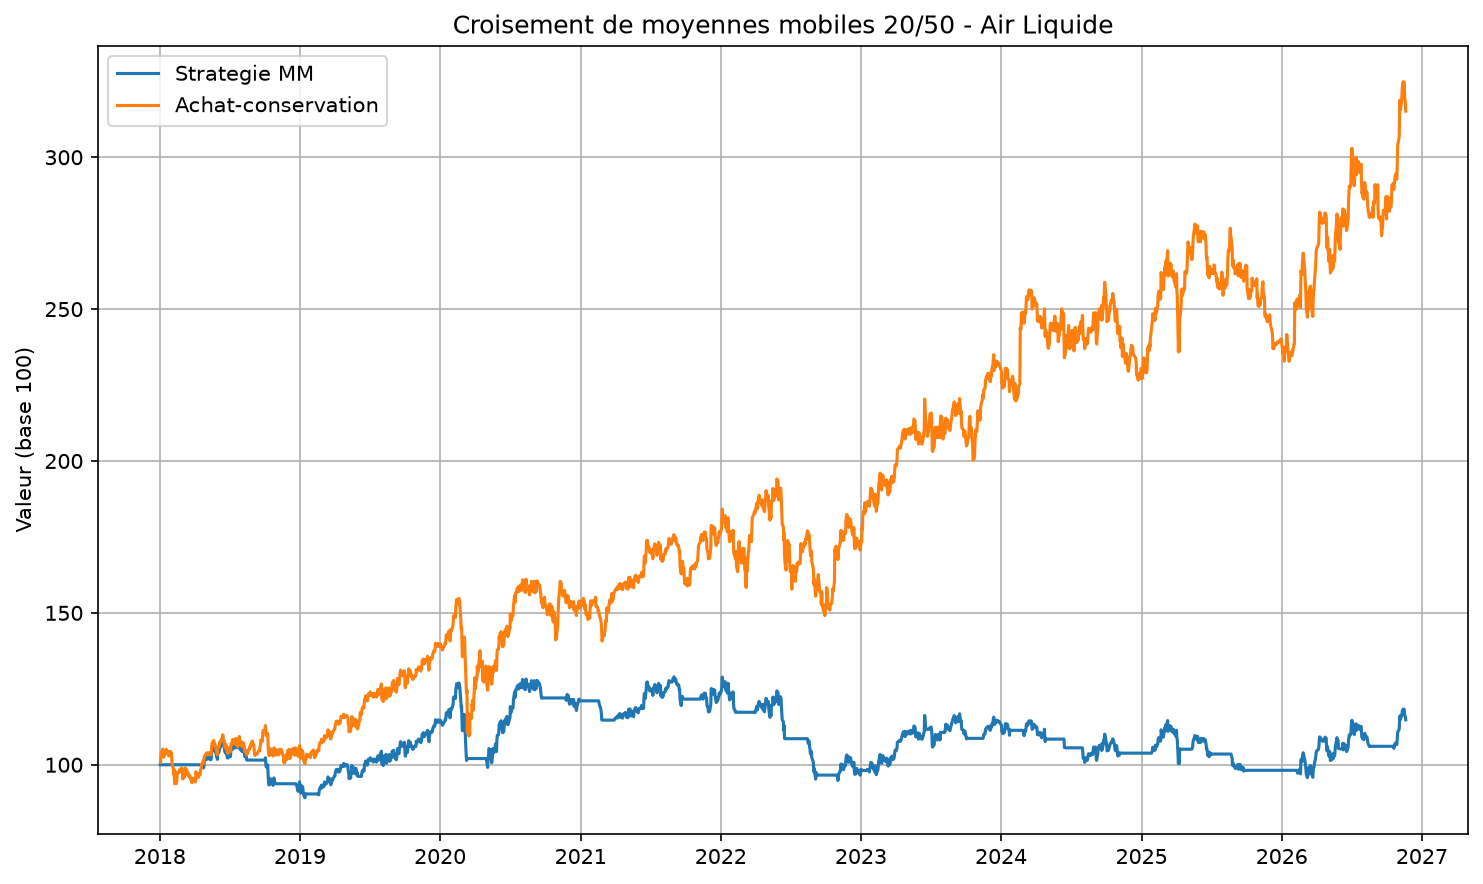 Croisement de moyennes mobiles 20/50 - Air Liquide
Strategie MM
Achat-conservation
Valeur (base 100)
300
250
200
150
100
2018 2019 2020 2021 2022 2023 2024 2025 2026 2027